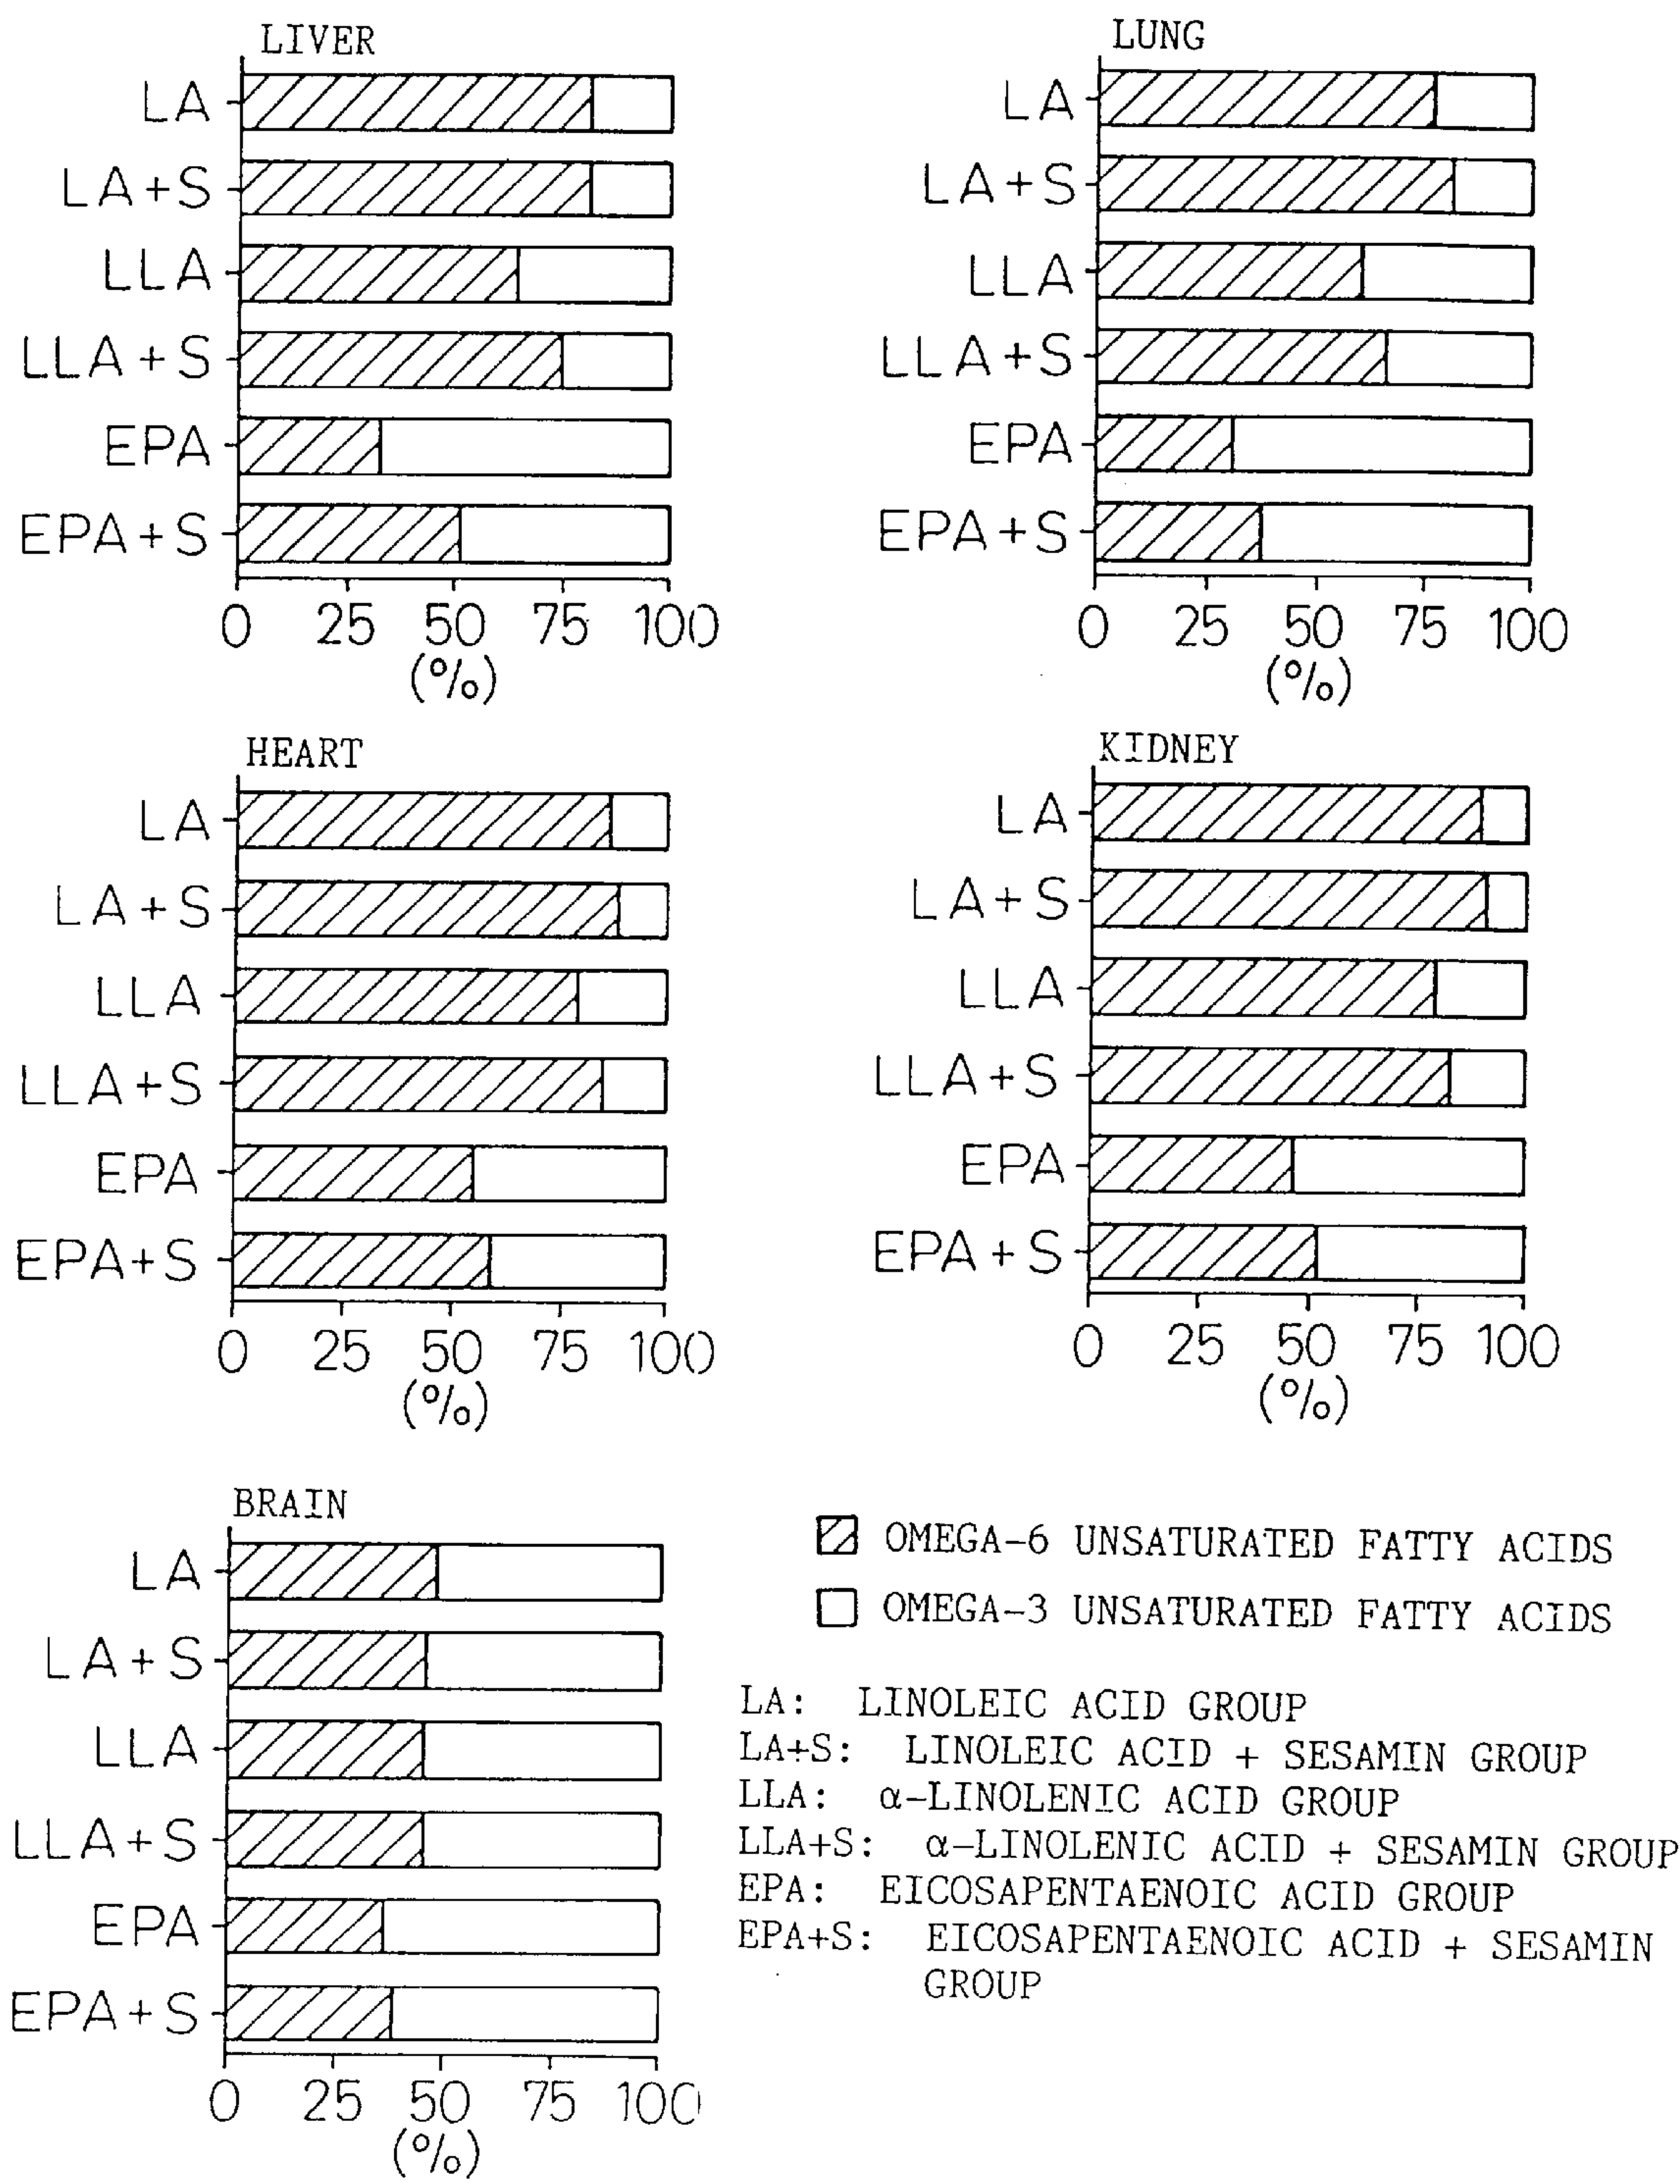 LIVER
LA
LA+S
LLA
LLA+S
EPA
EPA+S
0 25 50 75 100
(%)
LUNG
LA
LA+S
LLA
LLA+S
EPA
EPA+S
0 25 50 75 100
(%)
HEART
LA
LA+S
LLA
LLA+S
EPA
EPA+S
0 25 50 75 100
(%)
KIDNEY
LA
LA+S
LLA
LLA+S
EPA
EPA+S
0 25 50 75 100
(%)
BRAIN
LA
LA+S
LLA
LLA+S
EPA
EPA+S
0 25 50 75 100
(%)
OMEGA-6 UNSATURATED FATTY ACIDS
OMEGA-3 UNSATURATED FATTY ACIDS
LA: LINOLEIC ACID GROUP
LA+S: LINOLEIC ACID + SESAMIN GROUP
LLA: α-LINOLENIC ACID GROUP
LLA+S: α-LINOLENIC ACID + SESAMIN GROUP
EPA: EICOSAPENTAENOIC ACID GROUP
EPA+S: EICOSAPENTAENOIC ACID + SESAMIN
GROUP